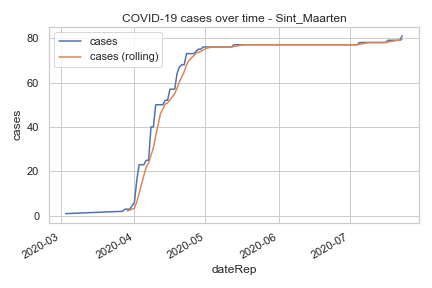 COVID-19 cases over time - Sint_Maarten
cases
cases (rolling)
80
60
40
20
0
cases
2020-03
2020-04
2020-05
2020-06
2020-07
dateRep